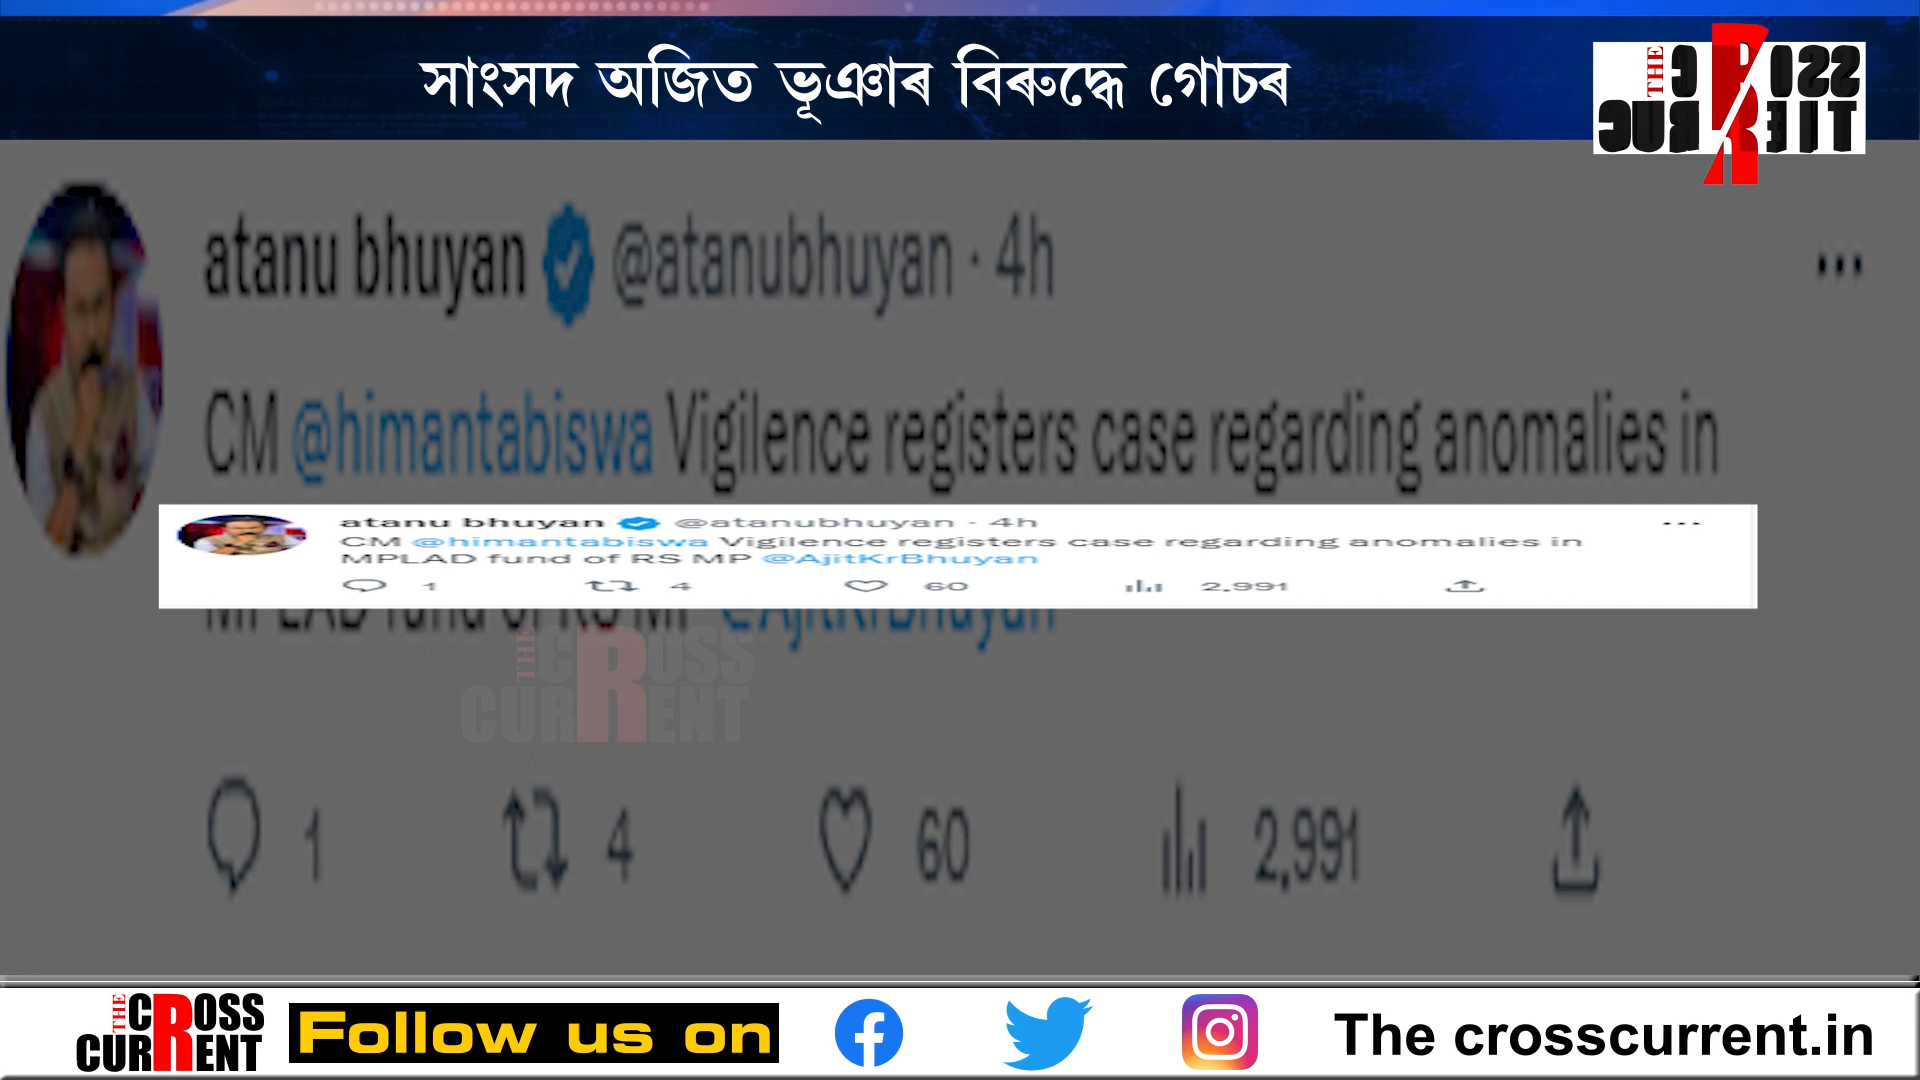 সাংসদ অজিত ভূঞাৰ বিৰুদ্ধে গোচৰ
THE CROSS
CURRENT
atanu bhuyan @atanubhuyan · 4h
CM @himantabiswa Vigilence registers case regarding anomalies in
atanu bhuyan @atanubhuyan · 4h
CM @himantabiswa Vigilence registers case regarding anomalies in
MPLAD fund of RS MP @AjitKrBhuyan
1 4 60 2,991
MPLAD fund of RS MP @AjitKrBhuyan
THE CROSS
CURRENT
1 4 60 2,991
THE CROSS
CURRENT
Follow us on
The crosscurrent.in